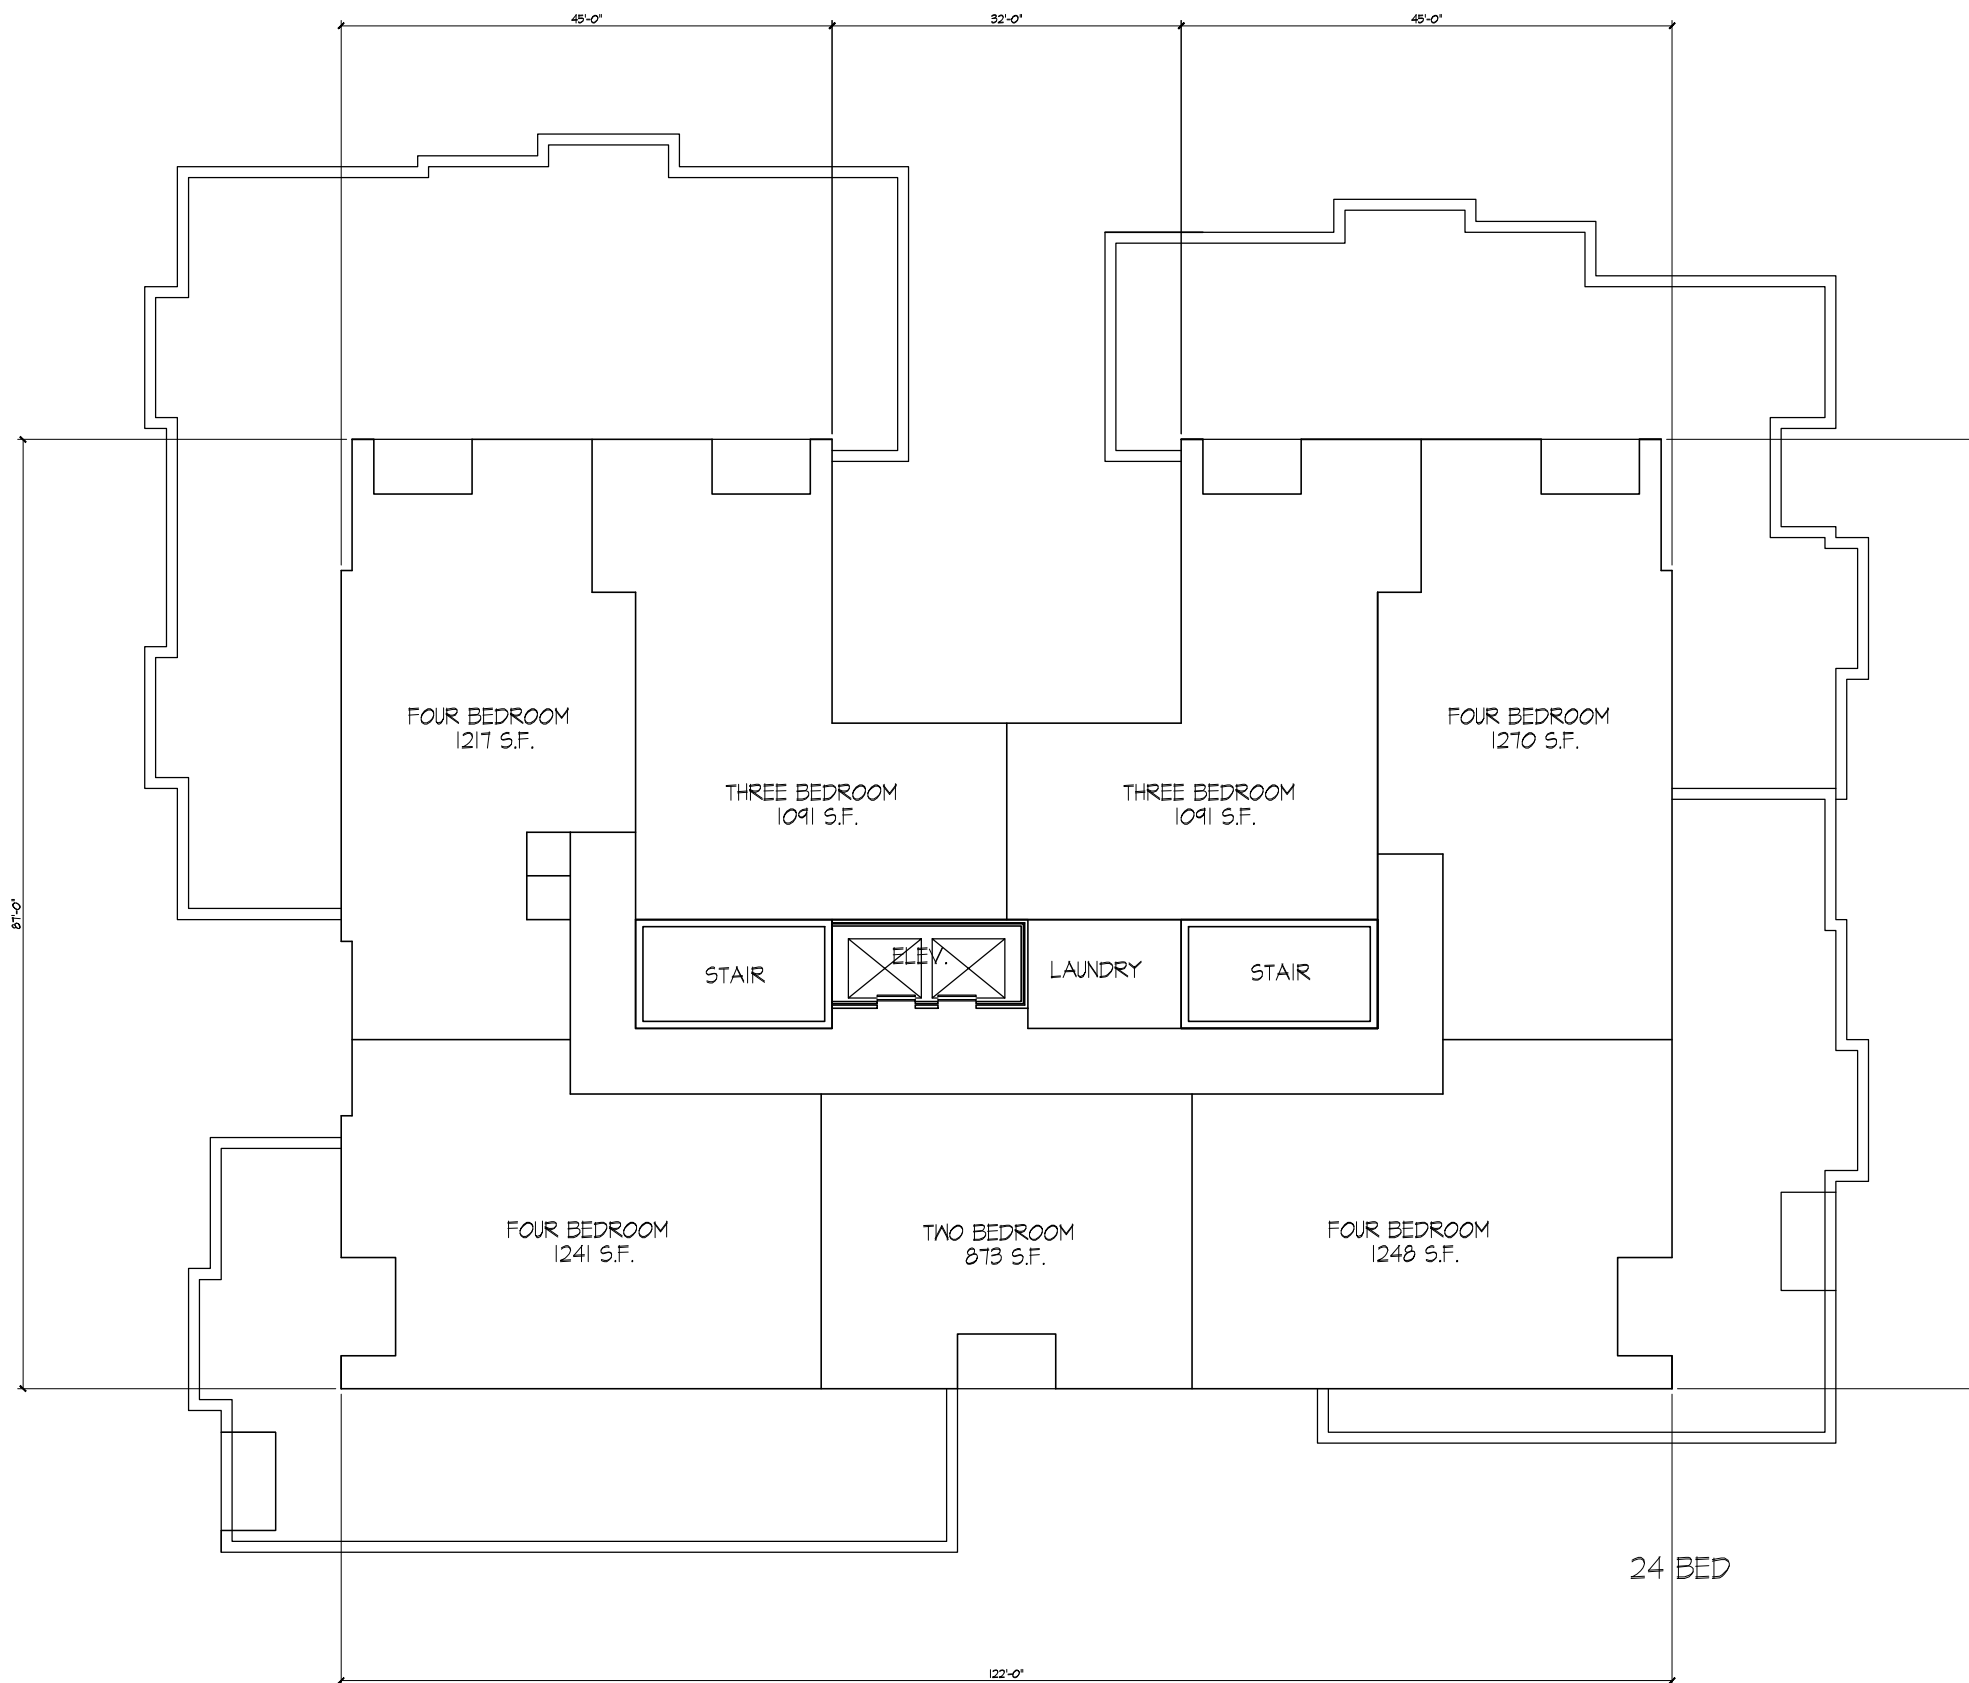 45'-0"
32'-0"
45'-0"
FOUR BEDROOM
1217 S.F.
FOUR BEDROOM
1270 S.F.
THREE BEDROOM
1091 S.F.
THREE BEDROOM
1091 S.F.
87'-0"
STAIR
ELEV.
LAUNDRY
STAIR
FOUR BEDROOM
1241 S.F.
TWO BEDROOM
873 S.F.
FOUR BEDROOM
1248 S.F.
24 BED
122'-0"